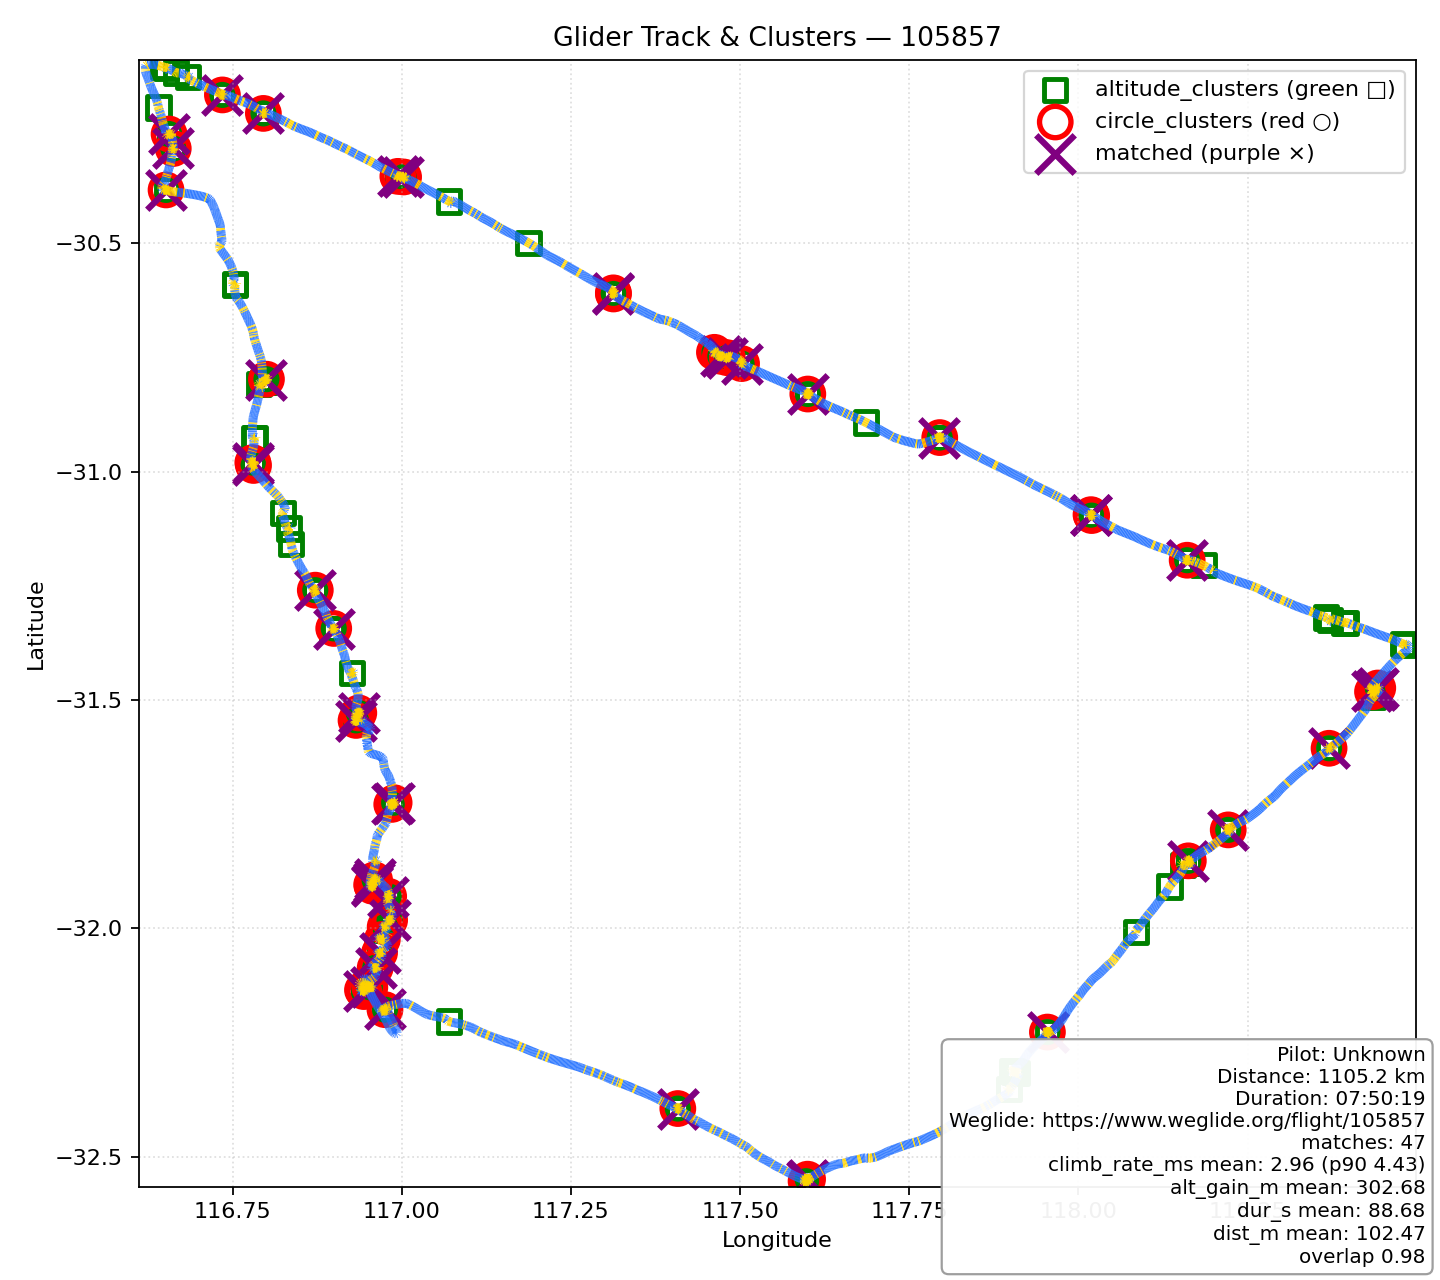 Glider Track & Clusters — 105857
altitude_clusters (green □)
circle_clusters (red ○)
matched (purple ×)
Latitude
−30.5
−31.0
−31.5
−32.0
−32.5
116.75
117.00
117.25
117.50
117.75
118.00
Longitude
Pilot: Unknown
Distance: 1105.2 km
Duration: 07:50:19
Weglide: https://www.weglide.org/flight/105857
matches: 47
climb_rate_ms mean: 2.96 (p90 4.43)
alt_gain_m mean: 302.68
dur_s mean: 88.68
dist_m mean: 102.47
overlap 0.98